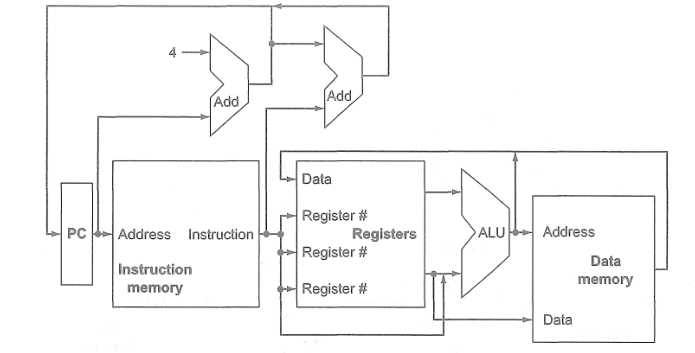 4
Add
Add
Data
Register #
PC
Address
Instruction
Registers
ALU
Address
Register #
Instruction
memory
Data
memory
Register #
Data